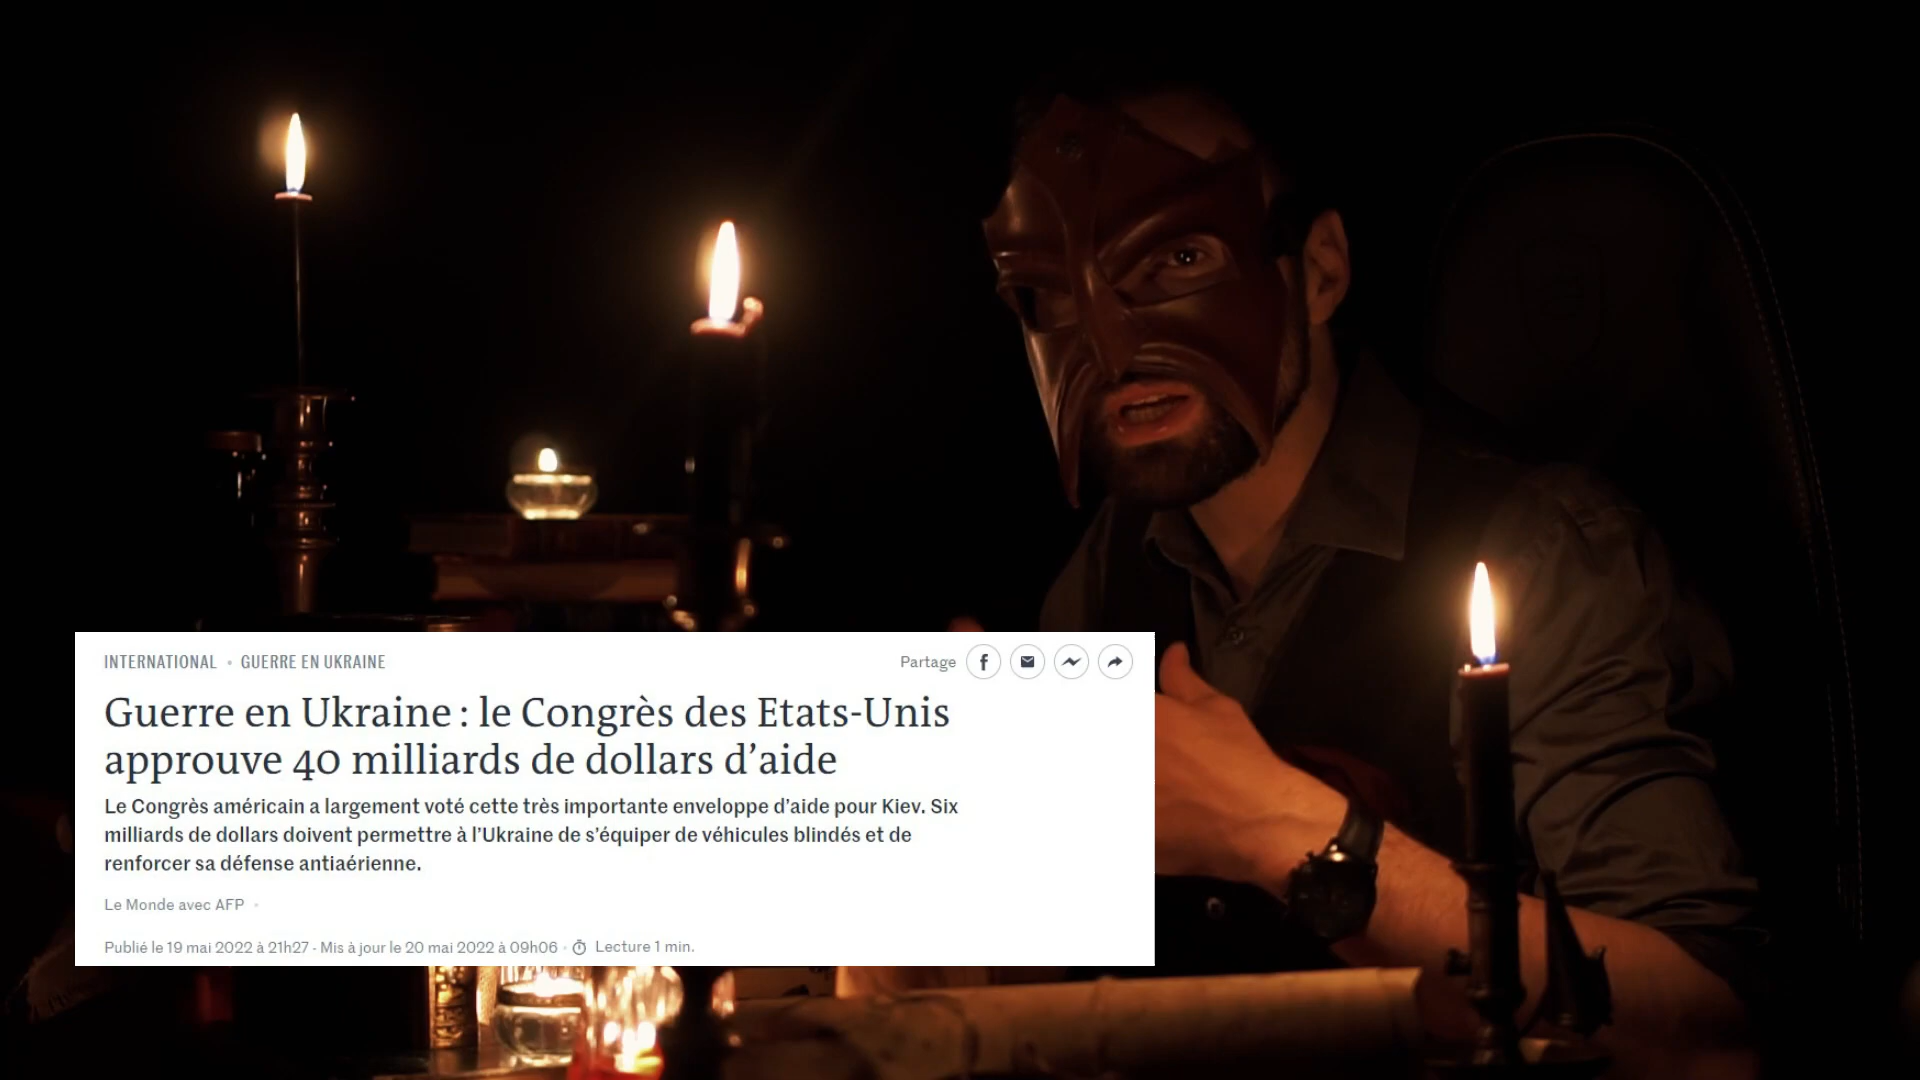 INTERNATIONAL • GUERRE EN UKRAINE
Partage
Guerre en Ukraine : le Congrès des Etats-Unis
approuve 40 milliards de dollars d’aide
Le Congrès américain a largement voté cette très importante enveloppe d’aide pour Kiev. Six
milliards de dollars doivent permettre à l’Ukraine de s’équiper de véhicules blindés et de
renforcer sa défense antiaérienne.
Le Monde avec AFP •
Publié le 19 mai 2022 à 21h27 - Mis à jour le 20 mai 2022 à 09h06 • Lecture 1 min.